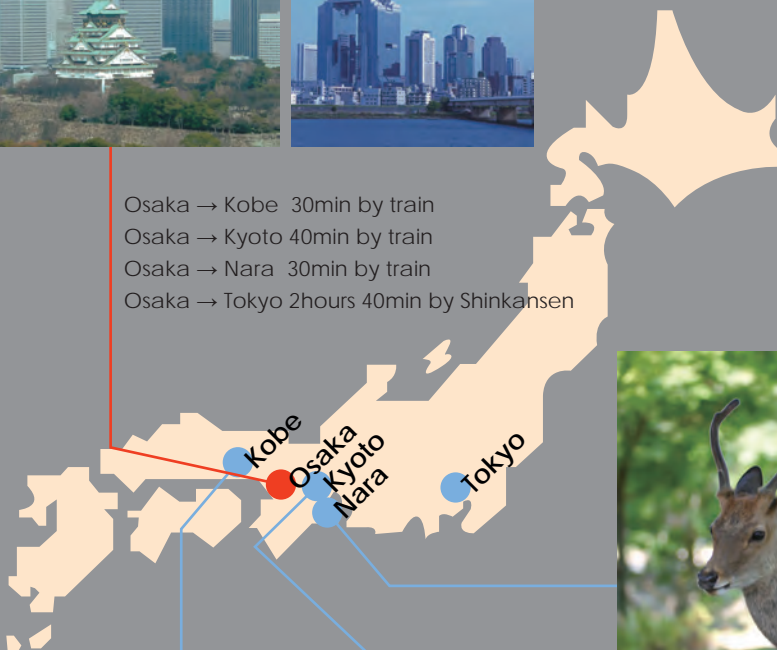 Osaka → Kobe 30min by train
Osaka → Kyoto 40min by train
Osaka → Nara 30min by train
Osaka → Tokyo 2hours 40min by Shinkansen
Kobe
Osaka
Kyoto
Nara
Tokyo